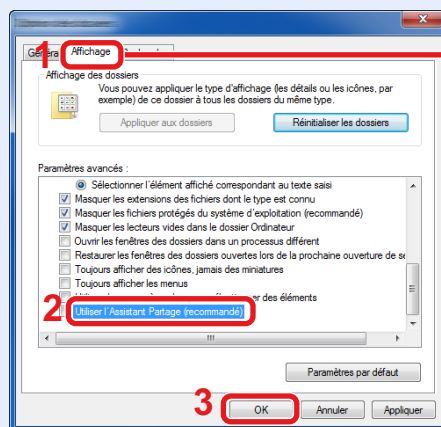 1
Affichage
Affichage des dossiers
Vous pouvez appliquer le type d'affichage (les détails ou les icônes, par
exemple) de ce dossier à tous les dossiers du même type.
Appliquer aux dossiers
Réinitialiser les dossiers
Paramètres avancés :
Sélectionner l'élément affiché correspondant au texte saisi
Masquer les extensions des fichiers dont le type est connu
Masquer les fichiers protégés du système d'exploitation (recommandé)
Masquer les lecteurs vides dans le dossier Ordinateur
Ouvrir les fenêtres des dossiers dans un processus différent
Restaurer les fenêtres des dossiers ouvertes lors de la prochaine ouverture de se
Toujours afficher des icônes, jamais des miniatures
Toujours afficher les menus
des éléments
2
Utiliser l'Assistant Partage (recommandé)
Paramètres par défaut
3
OK
Annuler
Appliquer